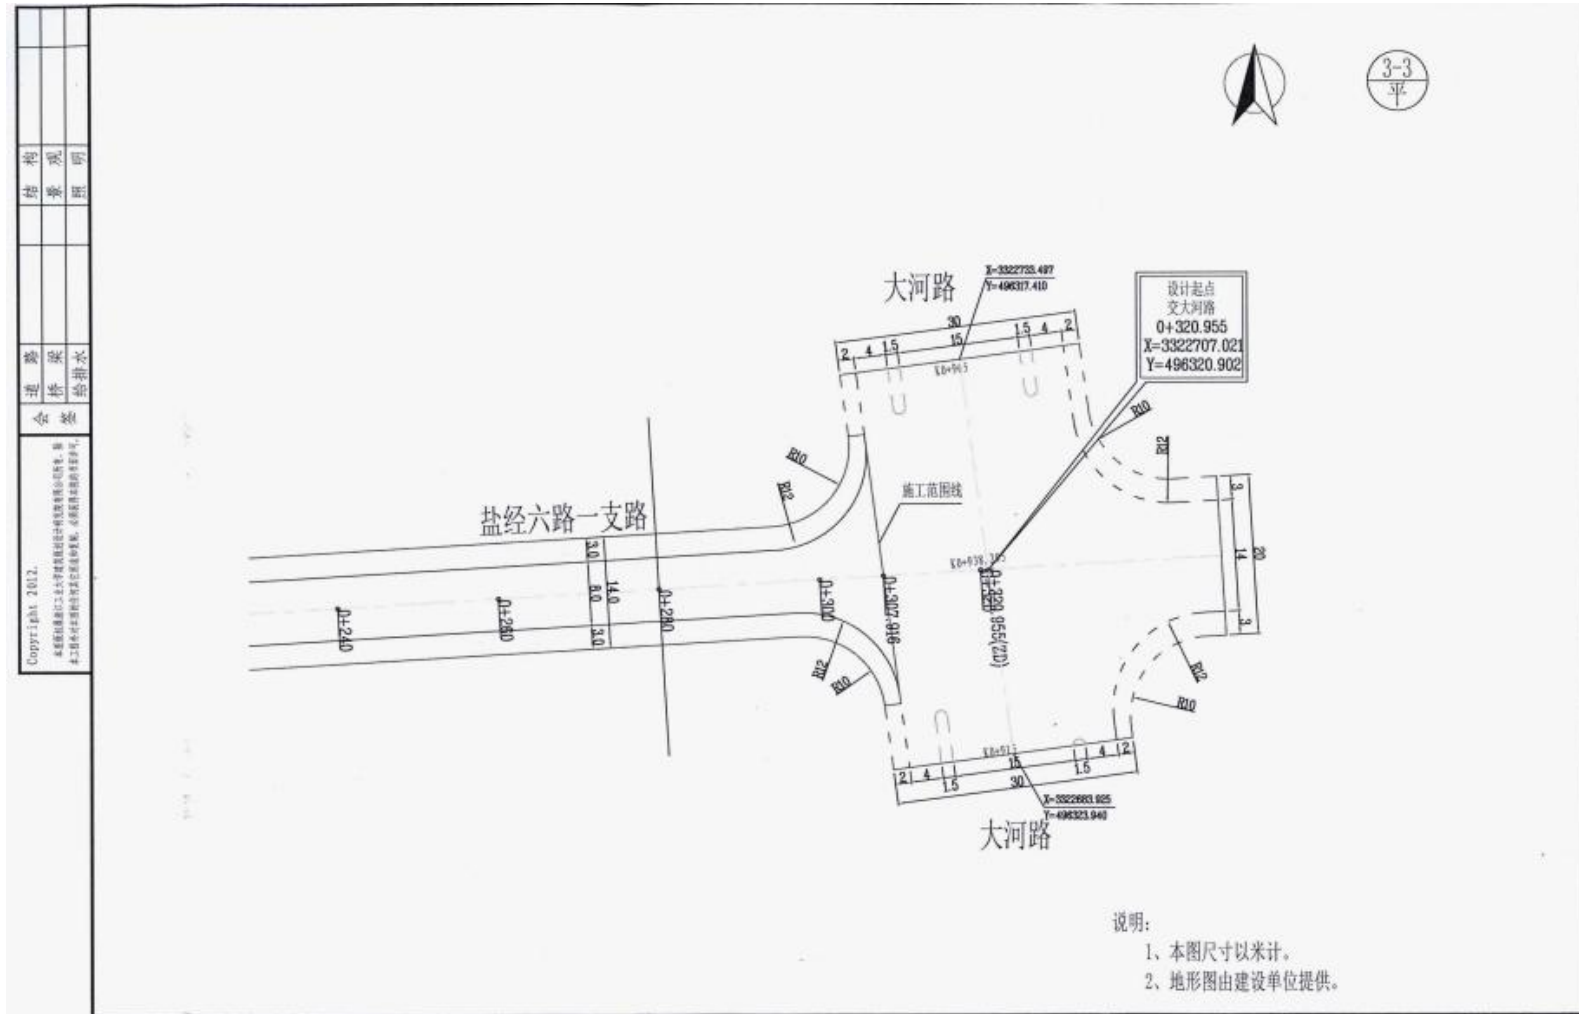 3-3
平
结构
景观
照明
道路
桥梁
给排水
会签
Copyright 2012.
大河路
X=3322733.497
Y=496317.410
设计起点
交大河路
0+320.955
X=3322707.021
Y=496320.902
30
2
4
1.5
15
1.5
4
2
K0+965
R10
R12
R10
R12
施工范围线
盐经六路一支路
3.0
8.0
3.0
14.0
0+240
0+260
0+280
0+300
0+307.916
0+320.955(ZD)
3
14
3
20
R12
R10
R12
R10
2
4
1.5
15
1.5
4
2
30
X=3322683.925
Y=496323.940
大河路
说明:
1、本图尺寸以米计。
2、地形图由建设单位提供。